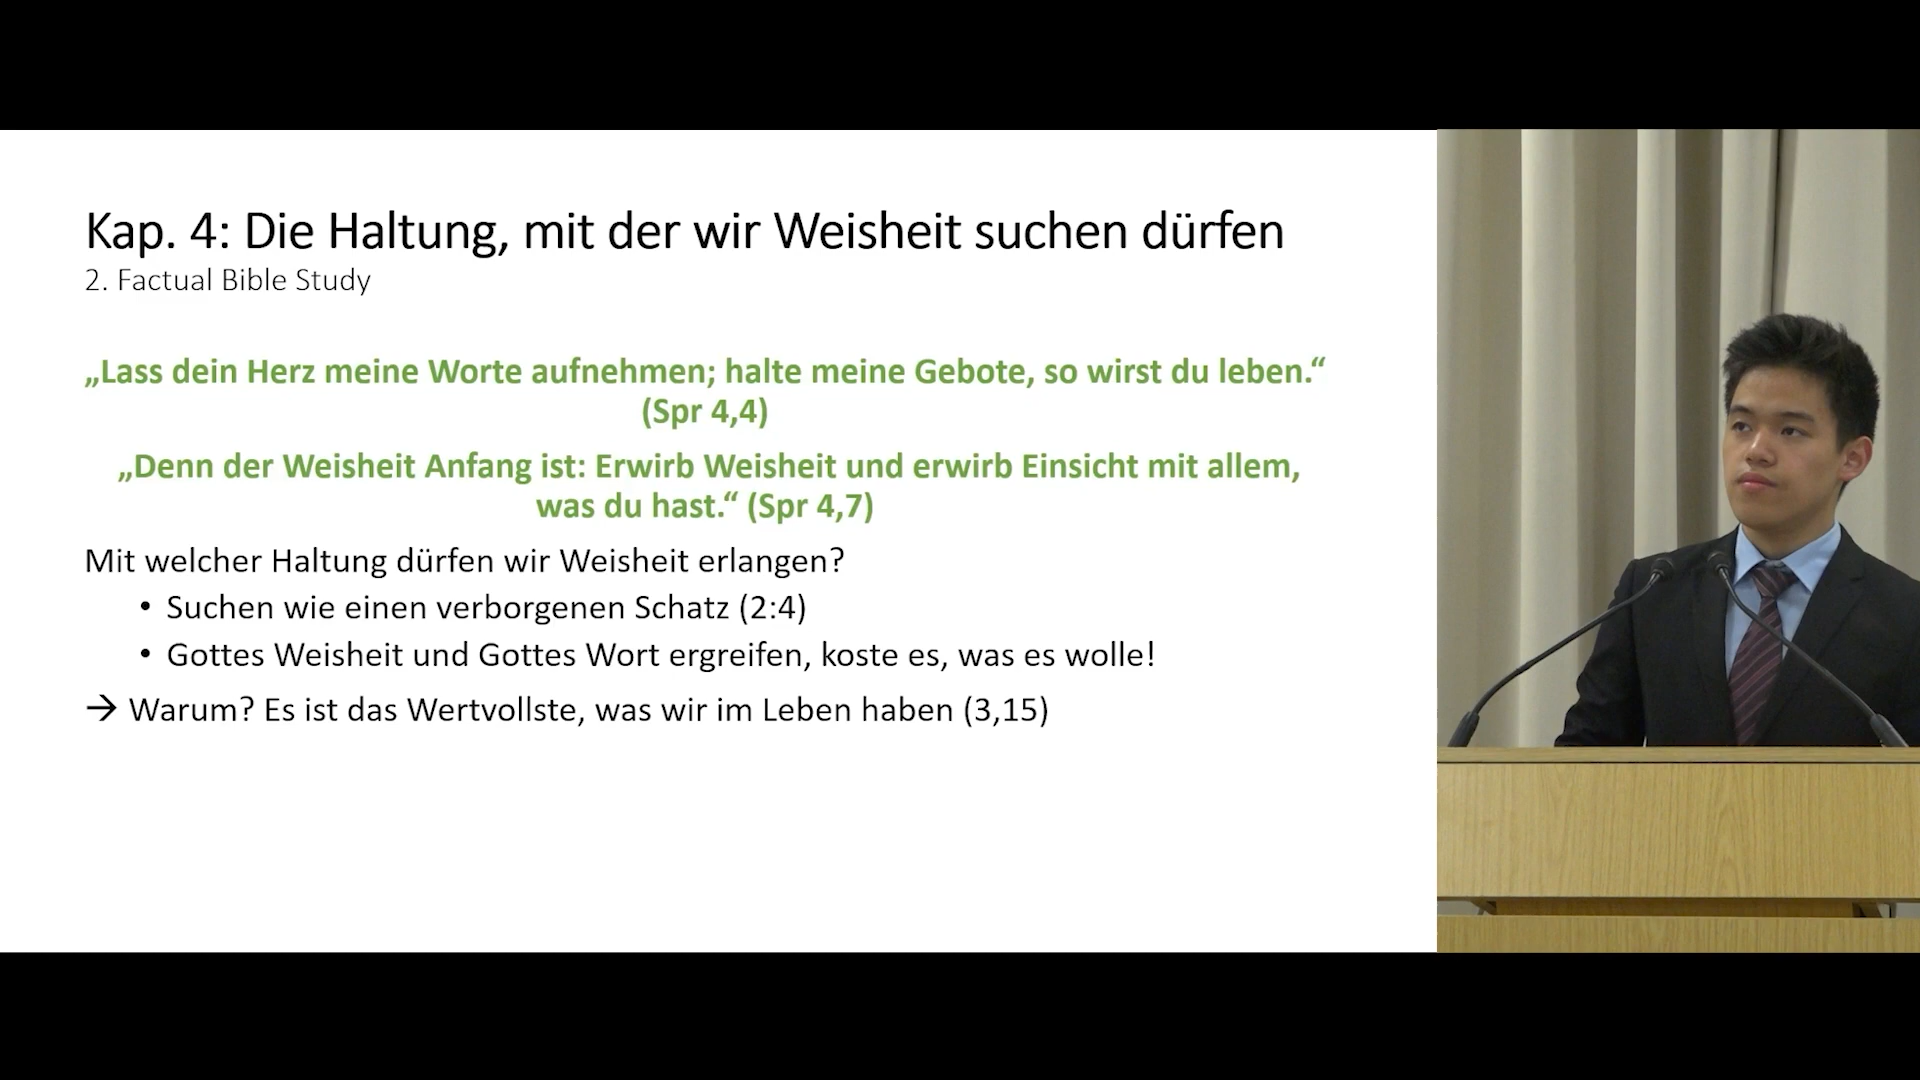 Kap. 4: Die Haltung, mit der wir Weisheit suchen dürfen
2. Factual Bible Study
„Lass dein Herz meine Worte aufnehmen; halte meine Gebote, so wirst du leben.“
(Spr 4,4)
„Denn der Weisheit Anfang ist: Erwirb Weisheit und erwirb Einsicht mit allem,
was du hast.“ (Spr 4,7)
Mit welcher Haltung dürfen wir Weisheit erlangen?
• Suchen wie einen verborgenen Schatz (2:4)
• Gottes Weisheit und Gottes Wort ergreifen, koste es, was es wolle!
→ Warum? Es ist das Wertvollste, was wir im Leben haben (3,15)